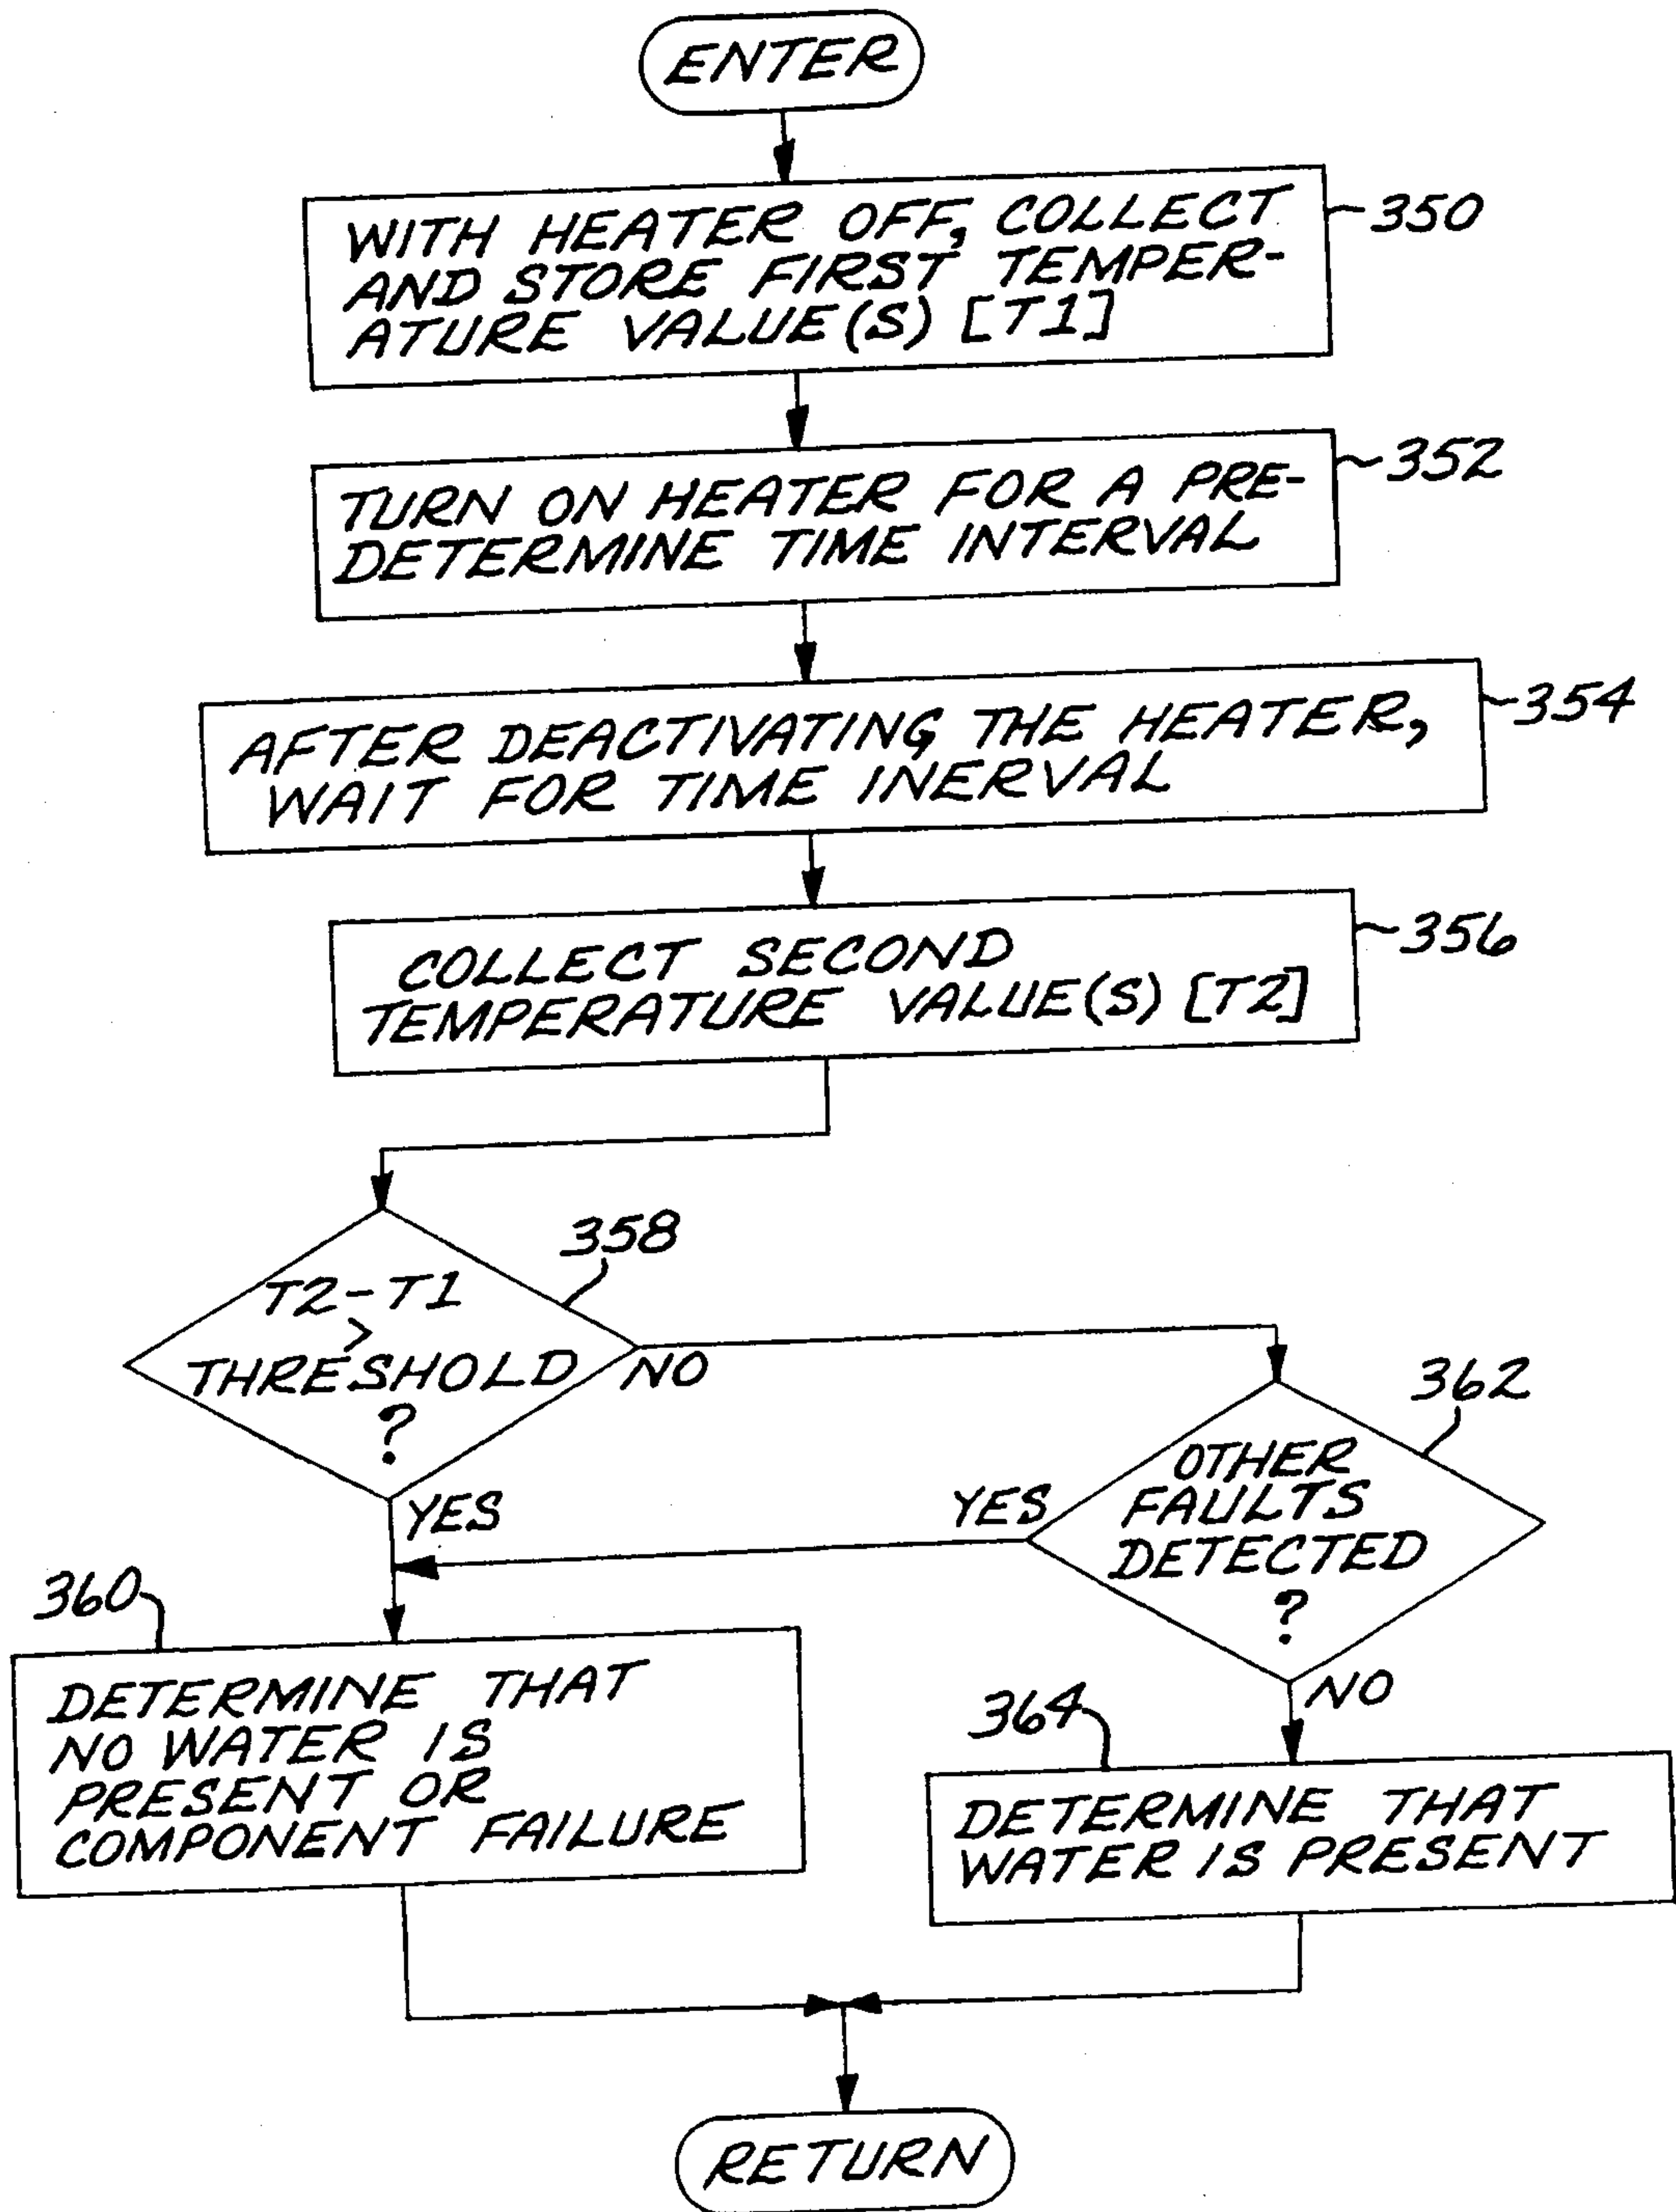 ENTER
WITH HEATER OFF, COLLECT
AND STORE FIRST TEMPER-
ATURE VALUE(S) [T1]
350
TURN ON HEATER FOR A PRE-
DETERMINE TIME INTERVAL
352
AFTER DEACTIVATING THE HEATER,
WAIT FOR TIME INERVAL
354
COLLECT SECOND
TEMPERATURE VALUE(S) [T2]
356
358
T2-T1
>
THRESHOLD
?
NO
YES
362
OTHER
FAULTS
DETECTED
?
YES
NO
360
DETERMINE THAT
NO WATER IS
PRESENT OR
COMPONENT FAILURE
364
DETERMINE THAT
WATER IS PRESENT
RETURN